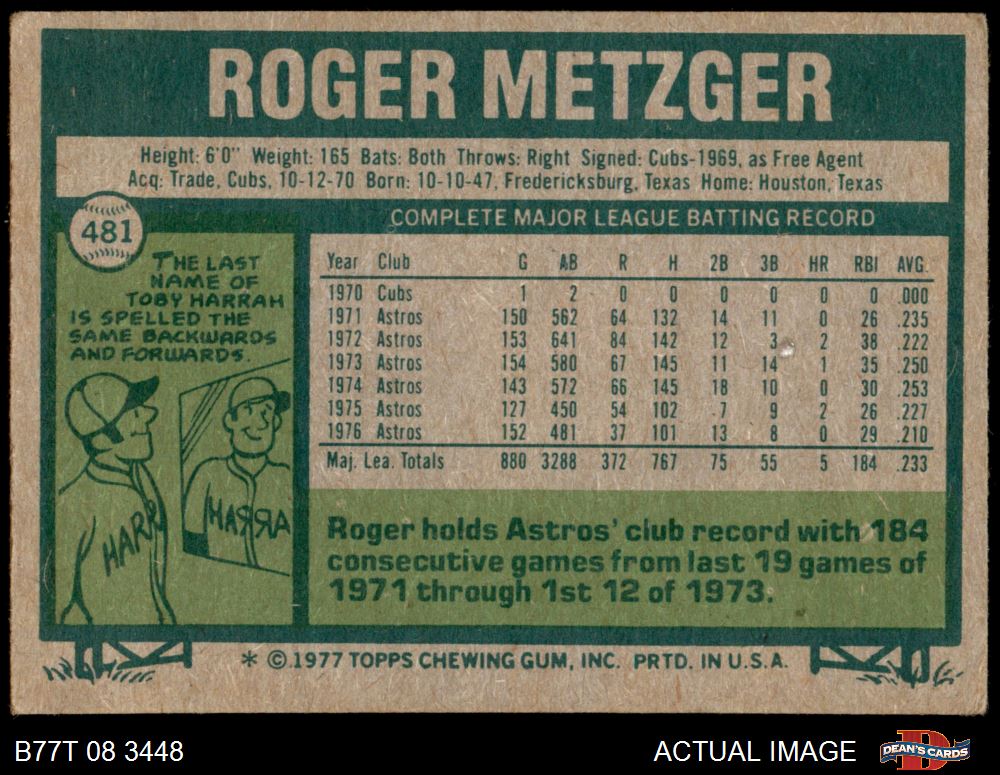 ROGER METZGER
Height: 6'0" Weight: 165 Bats: Both Throws: Right Signed: Cubs-1969, as Free Agent
Acq: Trade, Cubs, 10-12-70 Born: 10-10-47, Fredericksburg, Texas Home: Houston, Texas
481
THE LAST
NAME OF
TOBY HARRAH
IS SPELLED THE
SAME BACKWARDS
AND FORWARDS.
HARR
HARRA
COMPLETE MAJOR LEAGUE BATTING RECORD
Year Club G AB R H 2B 3B HR RBI AVG.
1970 Cubs 1 2 0 0 0 0 0 0 .000
1971 Astros 150 562 64 132 14 11 0 26 .235
1972 Astros 153 641 84 142 12 3 2 38 .222
1973 Astros 154 580 67 145 11 14 1 35 .250
1974 Astros 143 572 66 145 18 10 0 30 .253
1975 Astros 127 450 54 102 7 9 2 26 .227
1976 Astros 152 481 37 101 13 8 0 29 .210
Maj. Lea. Totals 880 3288 372 767 75 55 5 184 .233
Roger holds Astros' club record with 184
consecutive games from last 19 games of
1971 through 1st 12 of 1973.
* © 1977 TOPPS CHEWING GUM, INC. PRTD. IN U.S.A.
B77T 08 3448
ACTUAL IMAGE
DEAN'S CARDS